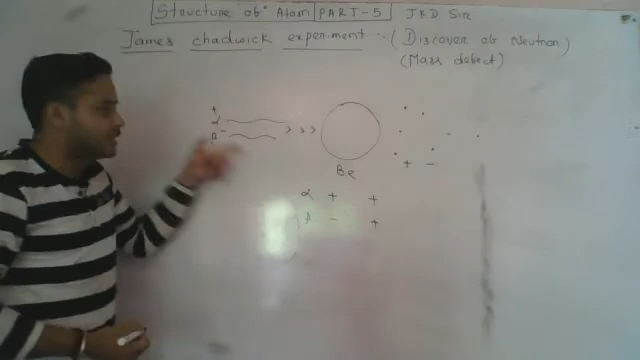 Structure of Atom PART-5 JKD Sir
James chadwick experiment :- (Discover of Neutron)
(Mass defect)
+
α
β -
+ -
Be
α + +
β - +